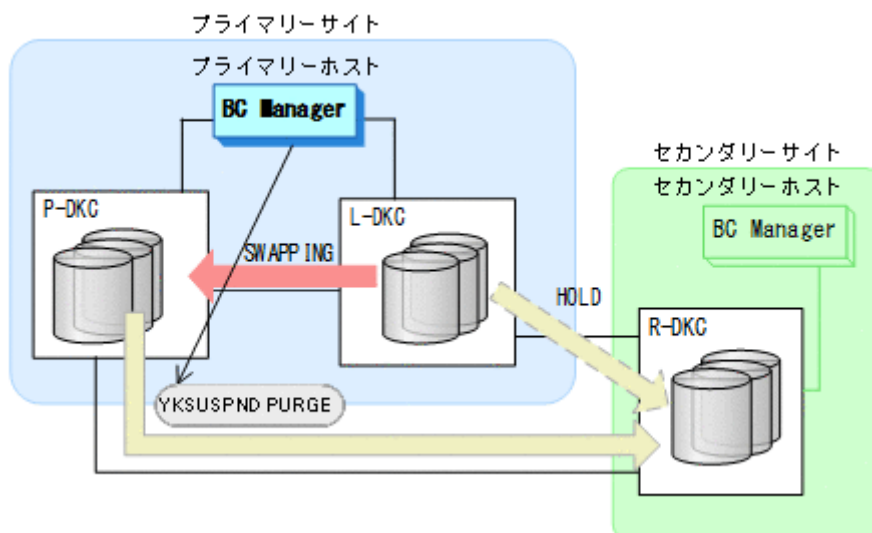 プライマリーサイト
プライマリーホスト
BC Manager
セカンダリーサイト
セカンダリーホスト
BC Manager
P-DKC
L-DKC
SWAPPING
HOLD
R-DKC
YKSUSPND PURGE